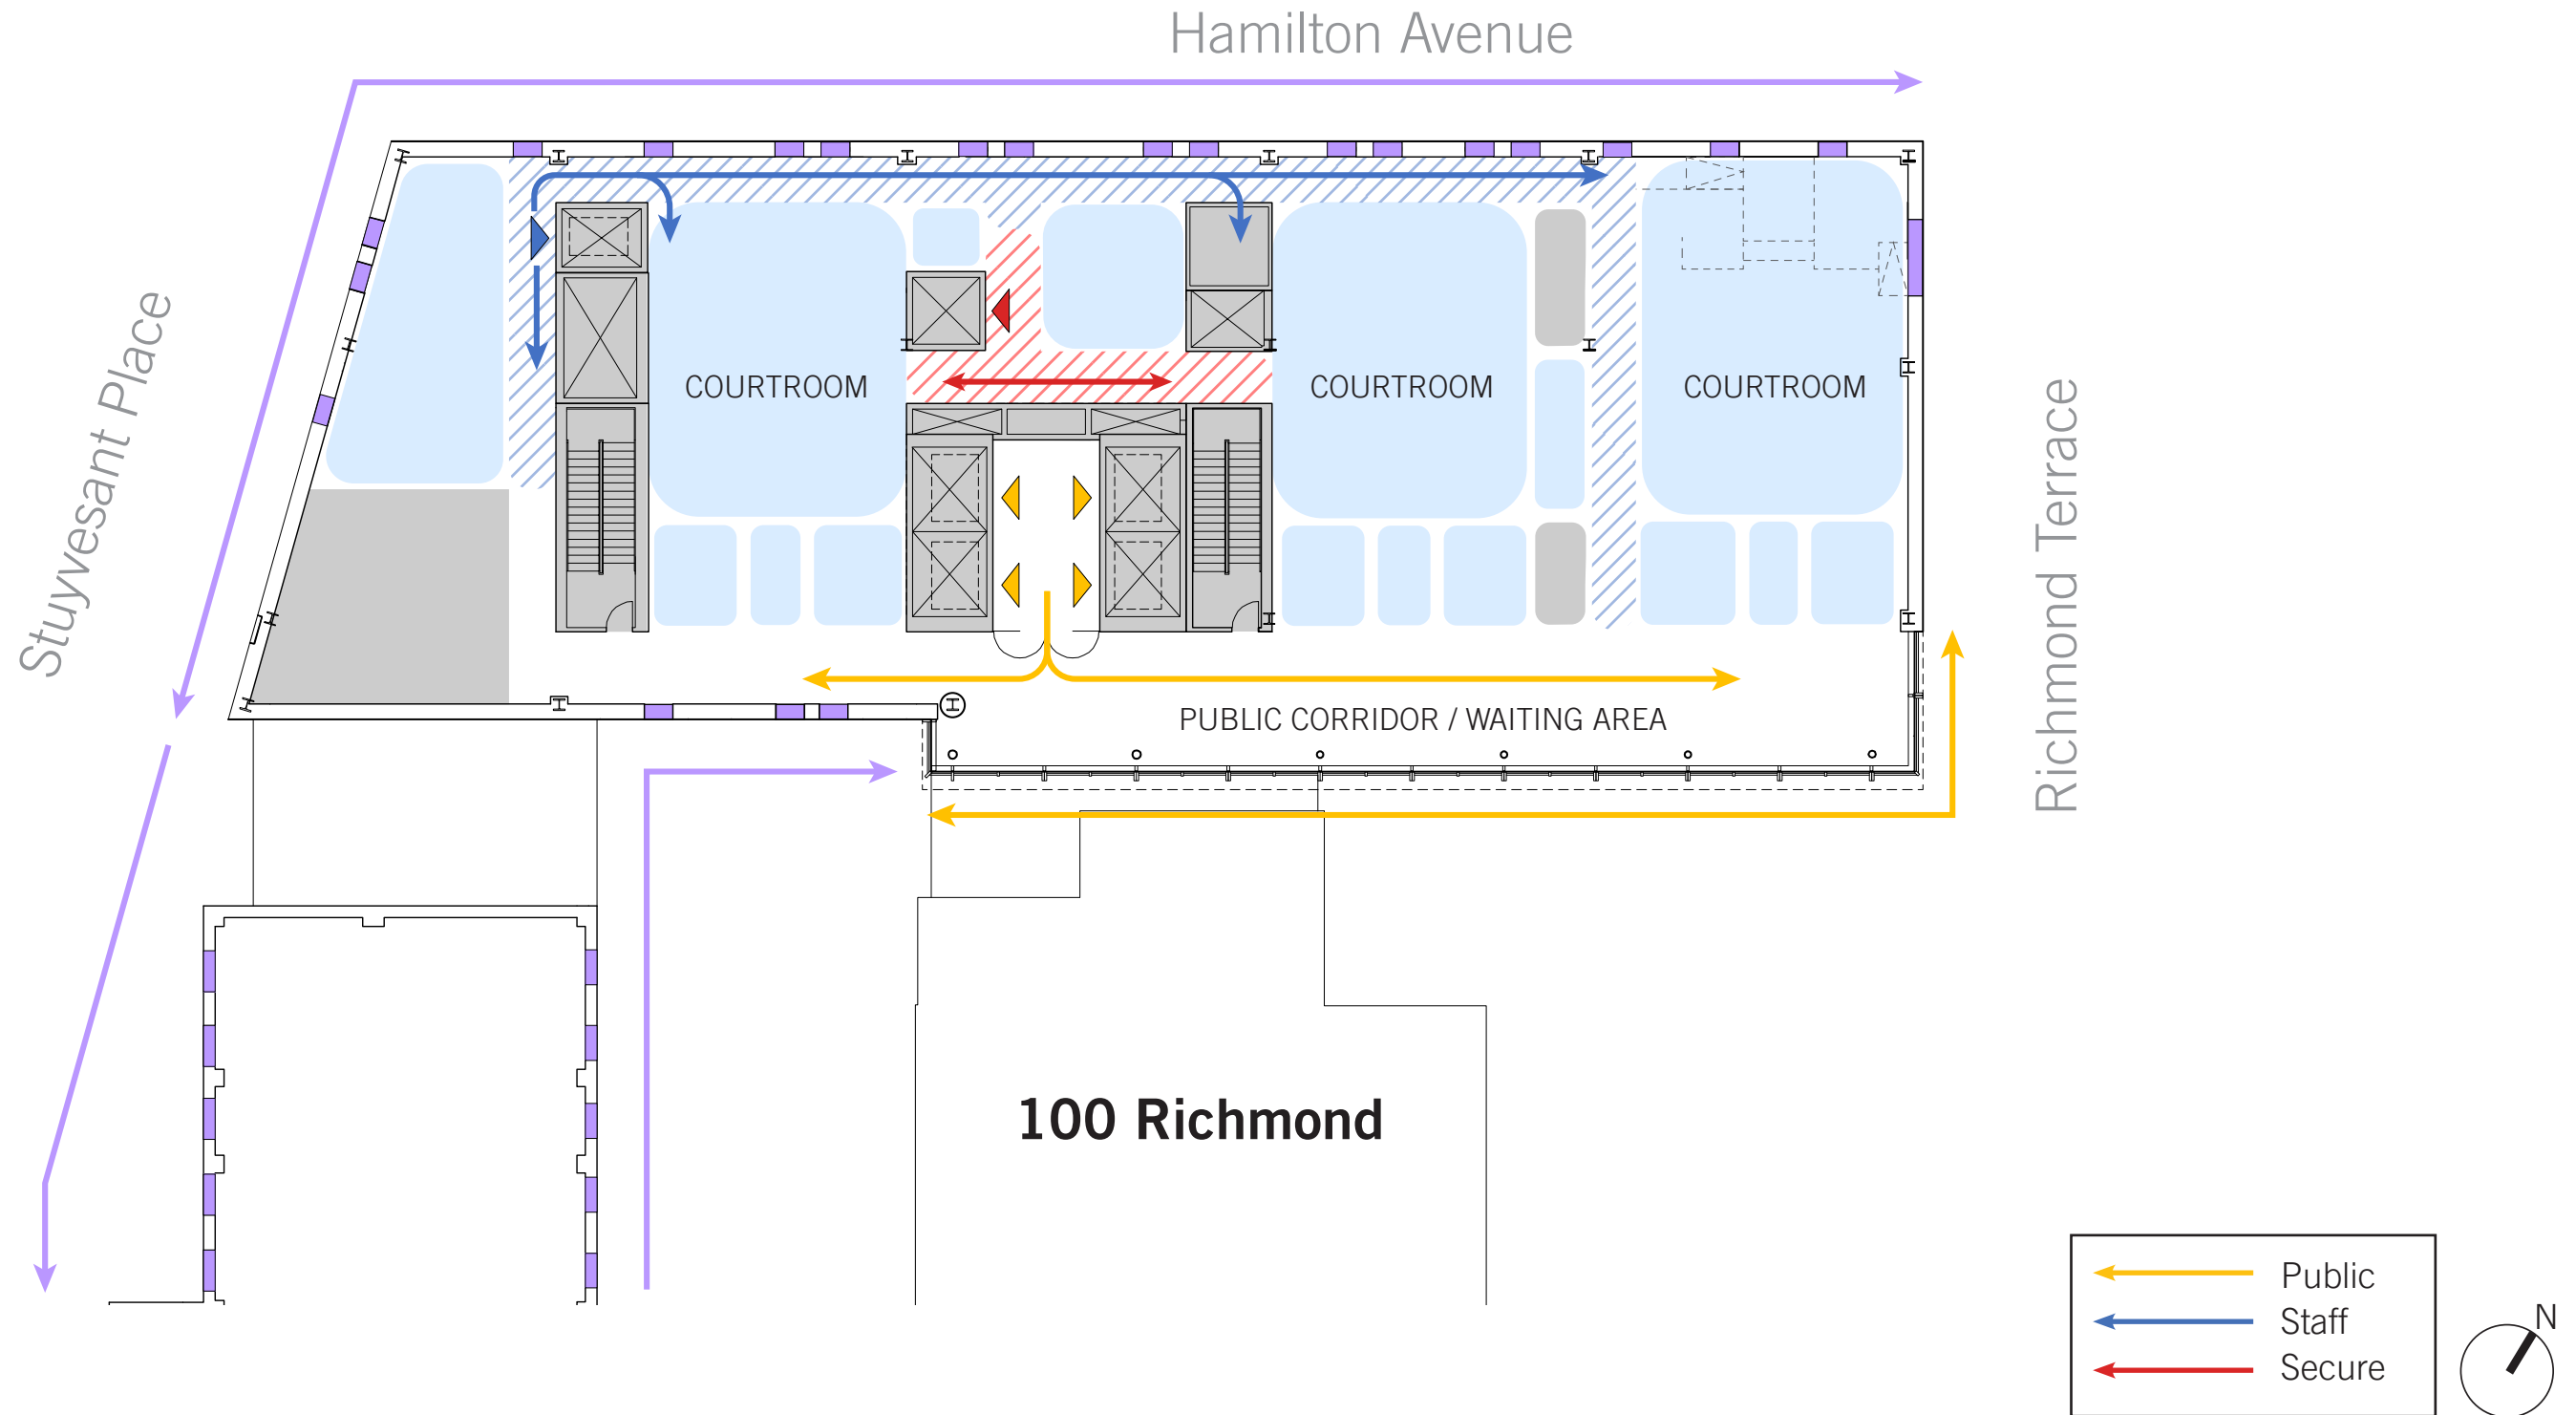 Hamilton Avenue
Stuyvesant Place
COURTROOM
COURTROOM
COURTROOM
Richmond Terrace
PUBLIC CORRIDOR / WAITING AREA
100 Richmond
Public
Staff
Secure
N